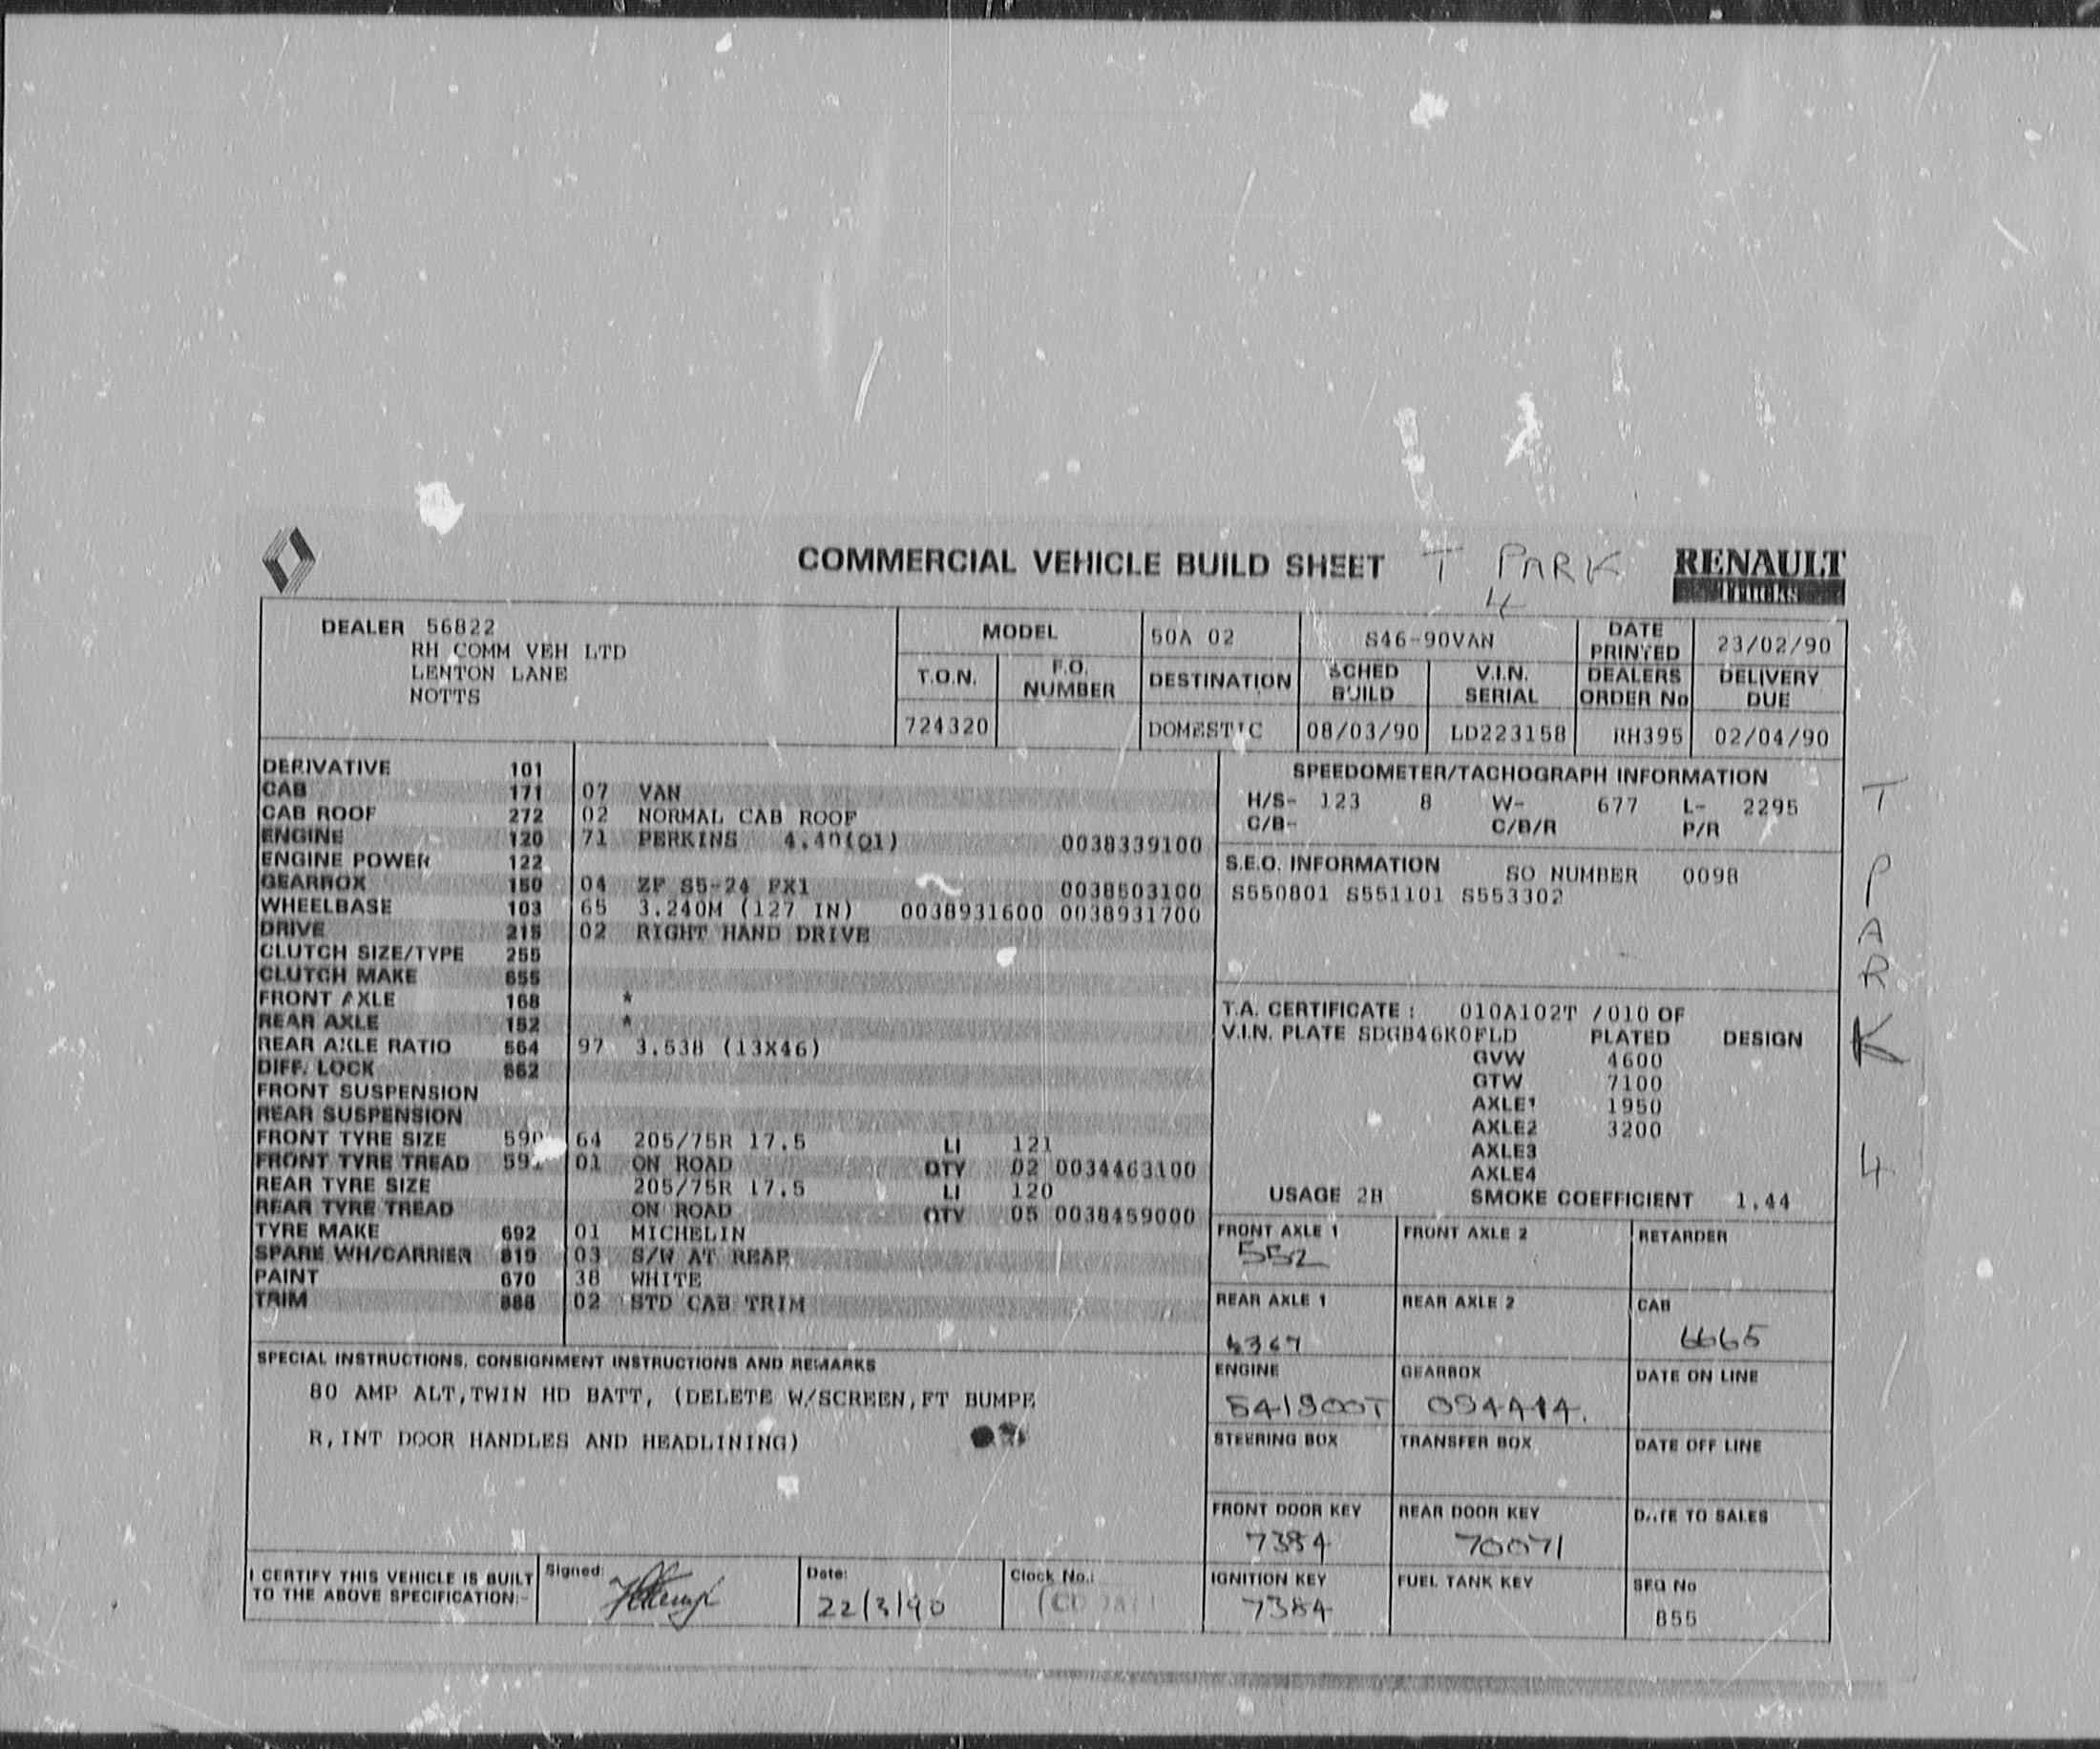 COMMERCIAL VEHICLE BUILD SHEET T PARK 4
RENAULT
TRUCKS
DEALER 56822
RH COMM VEH LTD
LENTON LANE
NOTTS
MODEL 50A 02 S46-90VAN DATE PRINTED 23/02/90
T.O.N. F.O. NUMBER DESTINATION SCHED BUILD V.I.N. SERIAL DEALERS ORDER No DELIVERY DUE
724320 DOMESTIC 08/03/90 LD223158 RH395 02/04/90
DERIVATIVE 101
CAB 171 07 VAN
CAB ROOF 272 02 NORMAL CAB ROOF
ENGINE 120 71 PERKINS 4.40(Q1) 0038339100
ENGINE POWER 122
GEARBOX 150 04 ZF S5-24 FX1 0038503100
WHEELBASE 103 65 3.240M (127 IN) 0038931600 0038931700
DRIVE 215 02 RIGHT HAND DRIVE
CLUTCH SIZE/TYPE 255
CLUTCH MAKE 655
FRONT AXLE 168 *
REAR AXLE 152 *
REAR AXLE RATIO 564 97 3.538 (13X46)
DIFF. LOCK 562
FRONT SUSPENSION
REAR SUSPENSION
FRONT TYRE SIZE 590 64 205/75R 17.5 LI 121
FRONT TYRE TREAD 01 ON ROAD QTY 02 0034463100
REAR TYRE SIZE 205/75R 17.5 LI 120
REAR TYRE TREAD ON ROAD QTY 05 0038459000
TYRE MAKE 692 01 MICHELIN
SPARE WH/CARRIER 819 03 S/W AT REAR
PAINT 670 38 WHITE
TRIM 888 02 STD CAB TRIM
SPEEDOMETER/TACHOGRAPH INFORMATION
H/S- 123 8 W- 677 L- 2295
C/B- C/B/R P/R
S.E.O. INFORMATION SO NUMBER 0098
S550801 S551101 S553302
T.A. CERTIFICATE : 010A102T /010 OF
V.I.N. PLATE SDGB46K0FLD PLATED DESIGN
GVW 4600
GTW 7100
AXLE1 1950
AXLE2 3200
AXLE3
AXLE4
USAGE 2B SMOKE COEFFICIENT 1.44
FRONT AXLE 1 FRONT AXLE 2 RETARDER
552
REAR AXLE 1 REAR AXLE 2 CAB
6665
ENGINE GEARBOX DATE ON LINE
STEERING BOX TRANSFER BOX DATE OFF LINE
FRONT DOOR KEY REAR DOOR KEY DATE TO SALES
7384 70071
IGNITION KEY FUEL TANK KEY SEQ No
7384 855
SPECIAL INSTRUCTIONS, CONSIGNMENT INSTRUCTIONS AND REMARKS
80 AMP ALT,TWIN HD BATT, (DELETE W/SCREEN,FT BUMPE
R,INT DOOR HANDLES AND HEADLINING)
I CERTIFY THIS VEHICLE IS BUILT
TO THE ABOVE SPECIFICATION:-
Signed:
Date: 22/3/90
Clock No.:
T PARK 4